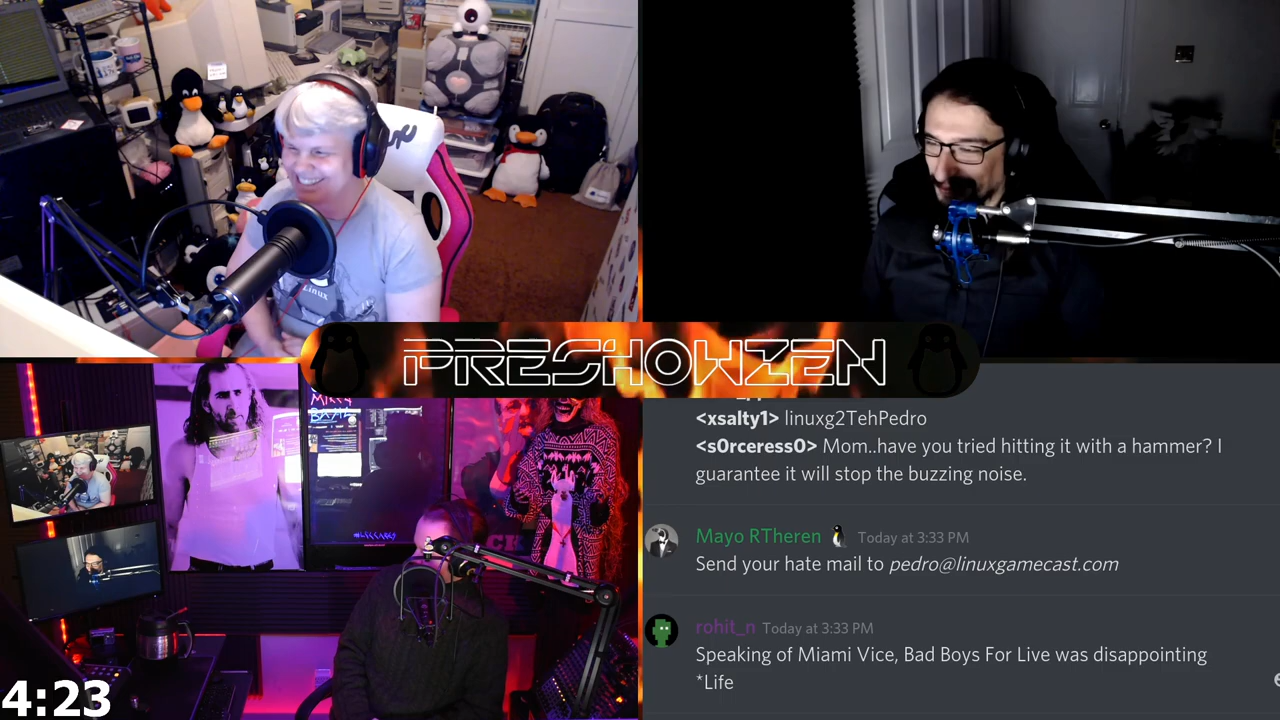 Linux
PRESHOWZEN
<xsalty1> linuxg2TehPedro
<s0rceress0> Mom..have you tried hitting it with a hammer? I
guarantee it will stop the buzzing noise.
Mayo RTheren Today at 3:33 PM
Send your hate mail to pedro@linuxgamecast.com
rohit_n Today at 3:33 PM
Speaking of Miami Vice, Bad Boys For Live was disappointing
*Life
4:23